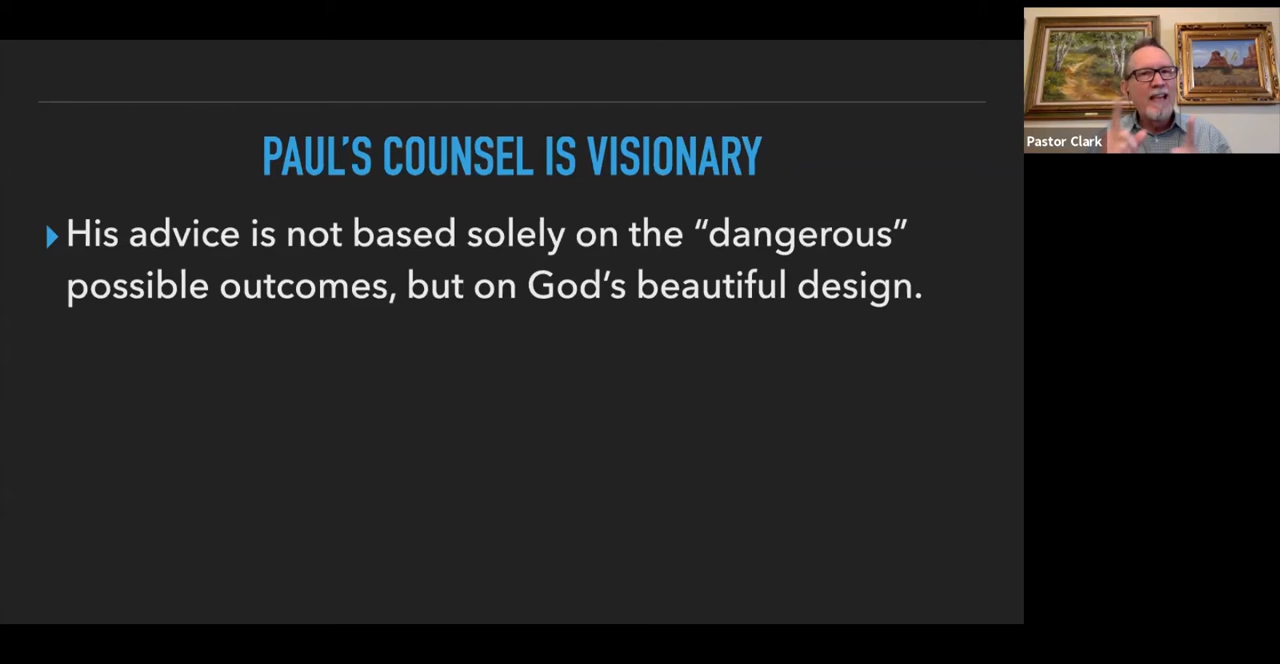 PAUL’S COUNSEL IS VISIONARY
His advice is not based solely on the “dangerous”
possible outcomes, but on God’s beautiful design.
Pastor Clark